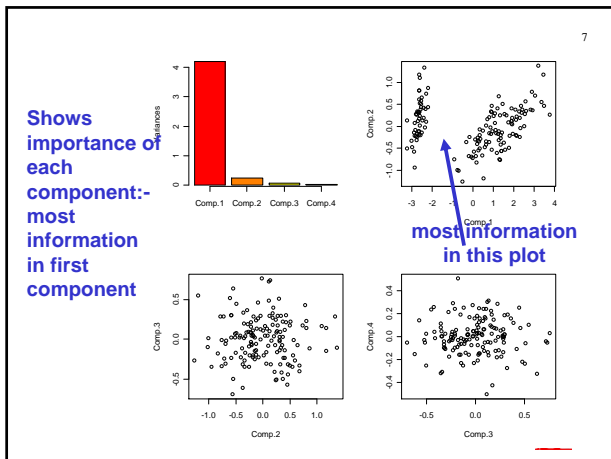 7
Shows
importance of
each
component:-
most
information
in first
component
4
3
2
1
0
Comp.1 Comp.2 Comp.3 Comp.4
Comp.2
1.0
0.5
0.0
-0.5
-1.0
-3 -2 -1 0 1 2 3 4
Comp.1
most information
in this plot
Comp.3
0.5
0.0
-0.5
-1.0 -0.5 0.0 0.5 1.0
Comp.2
Comp.4
0.4
0.2
0.0
-0.2
-0.4
-0.5 0.0 0.5
Comp.3